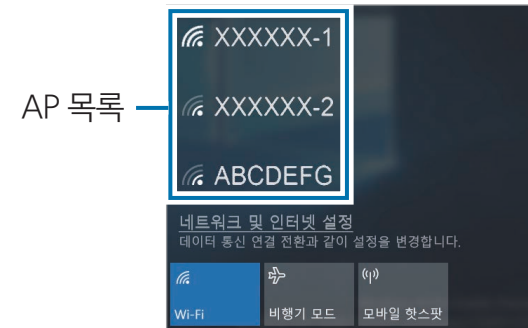 XXXXXX-1
AP 목록
XXXXXX-2
ABCDEFG
네트워크 및 인터넷 설정
데이터 통신 연결 전환과 같이 설정을 변경합니다.
Wi-Fi
비행기 모드
모바일 핫스팟